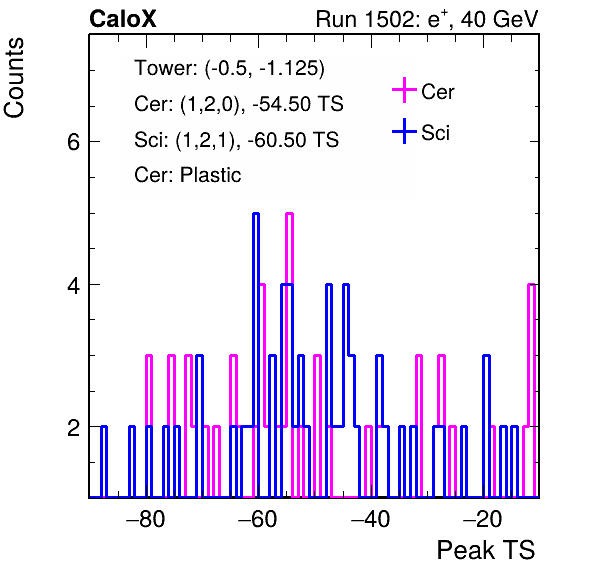 CaloX Run 1502: e⁺, 40 GeV
Counts
Tower: (-0.5, -1.125)
Cer: (1,2,0), -54.50 TS
Sci: (1,2,1), -60.50 TS
Cer: Plastic
Cer
Sci
6
4
2
−80 −60 −40 −20
Peak TS